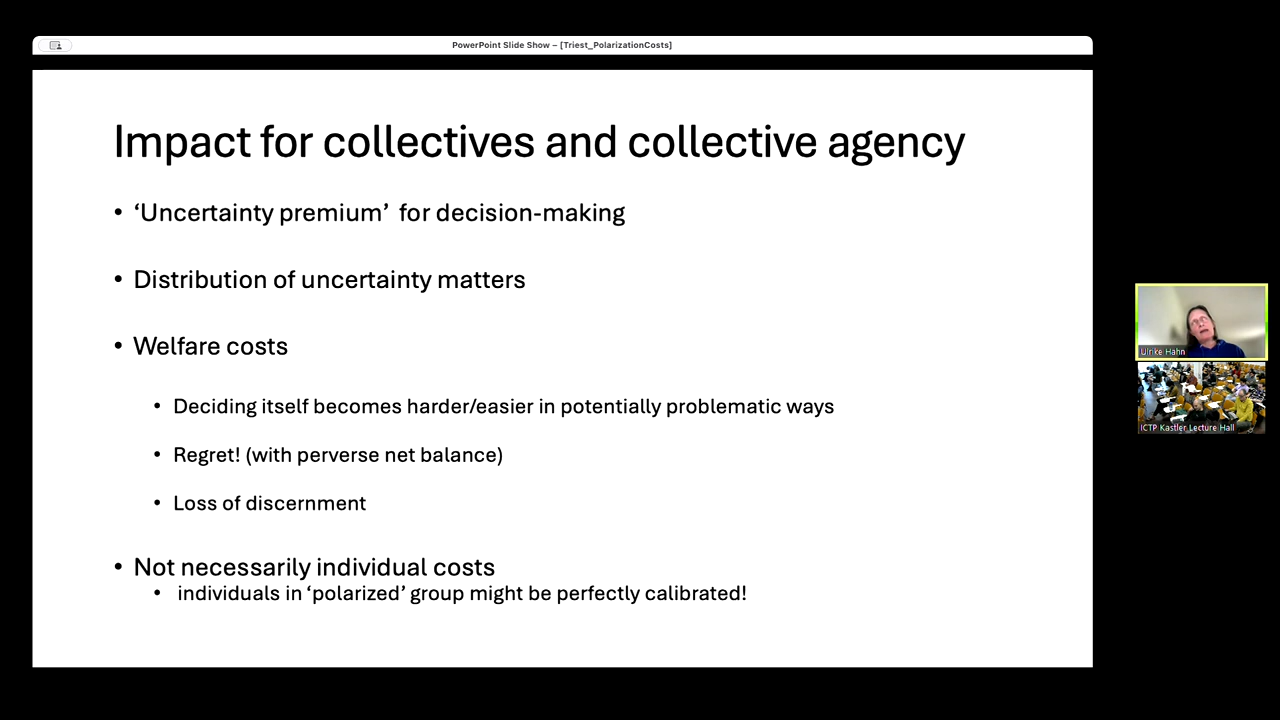 PowerPoint Slide Show – [Triest_PolarizationCosts]
Impact for collectives and collective agency
• ‘Uncertainty premium’ for decision-making
• Distribution of uncertainty matters
• Welfare costs
• Deciding itself becomes harder/easier in potentially problematic ways
• Regret! (with perverse net balance)
• Loss of discernment
• Not necessarily individual costs
• individuals in ‘polarized’ group might be perfectly calibrated!
Ulrike Hahn
ICTP Kastler Lecture Hall